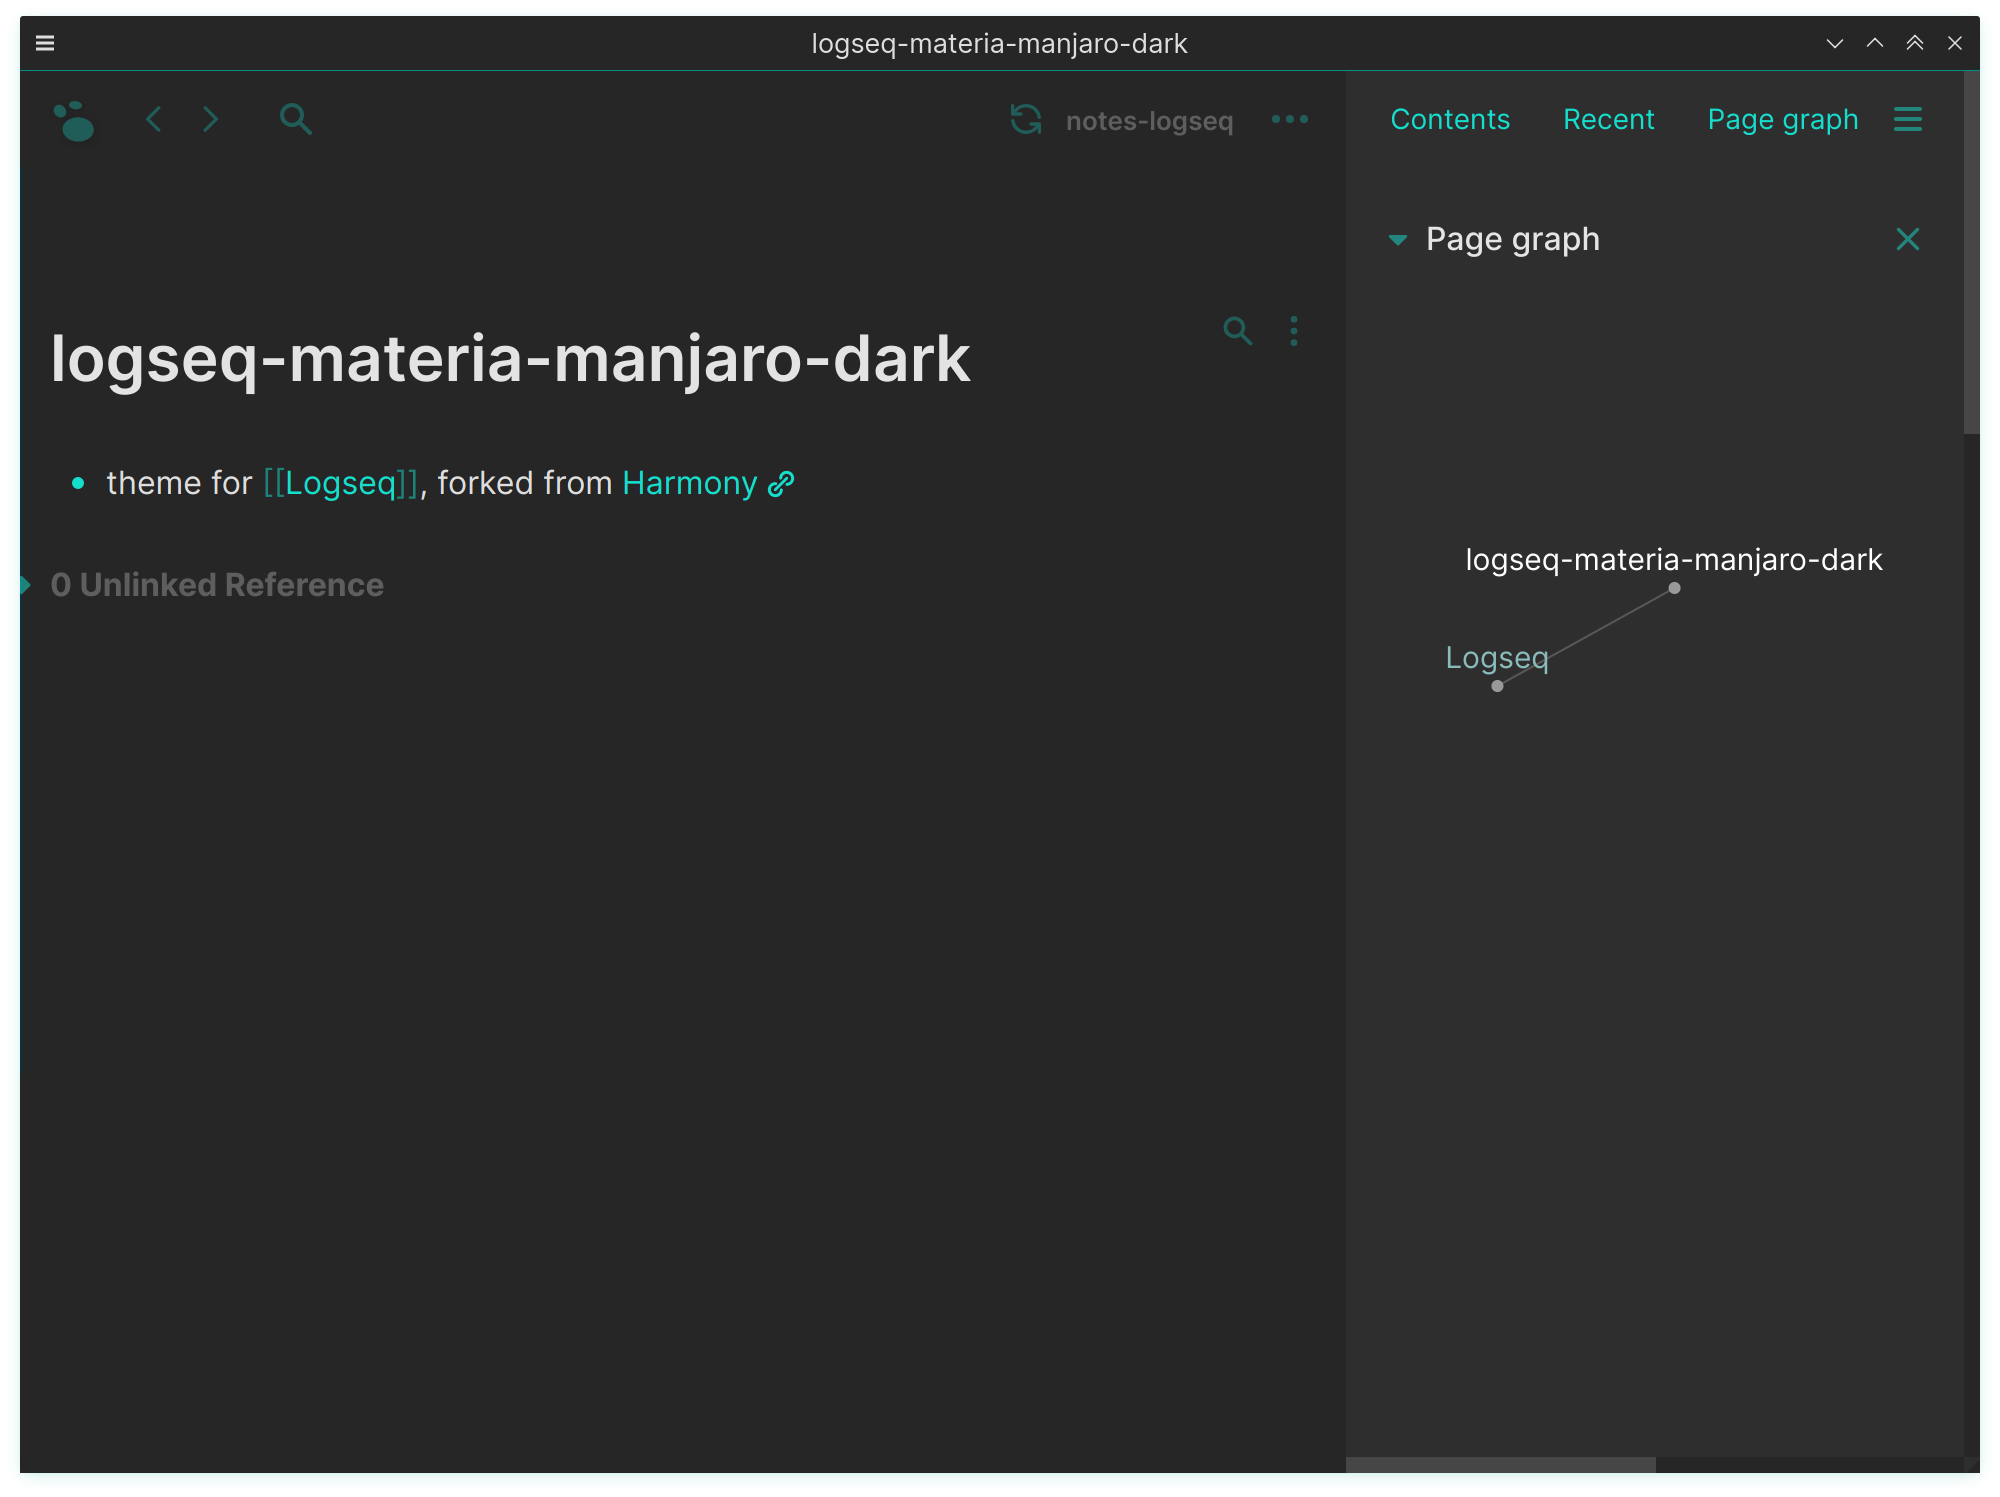 logseq-materia-manjaro-dark
notes-logseq
Contents Recent Page graph
Page graph
logseq-materia-manjaro-dark
theme for [[Logseq]], forked from Harmony
0 Unlinked Reference
logseq-materia-manjaro-dark
Logseq